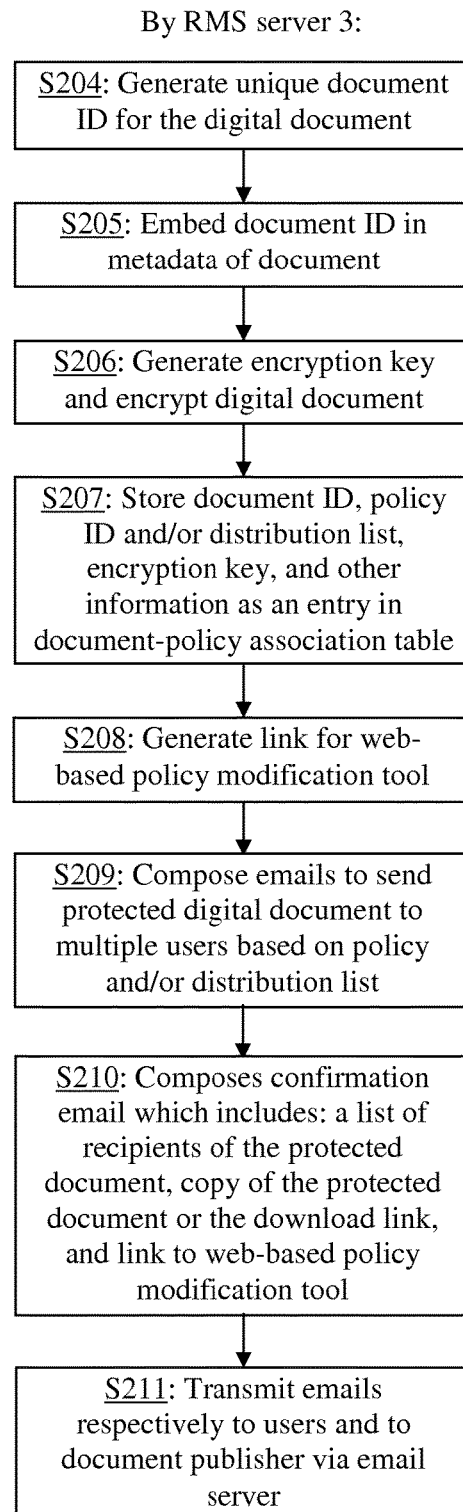 By RMS server 3:
S204: Generate unique document
ID for the digital document
S205: Embed document ID in
metadata of document
S206: Generate encryption key
and encrypt digital document
S207: Store document ID, policy
ID and/or distribution list,
encryption key, and other
information as an entry in
document-policy association table
S208: Generate link for web-
based policy modification tool
S209: Compose emails to send
protected digital document to
multiple users based on policy
and/or distribution list
S210: Composes confirmation
email which includes: a list of
recipients of the protected
document, copy of the protected
document or the download link,
and link to web-based policy
modification tool
S211: Transmit emails
respectively to users and to
document publisher via email
server